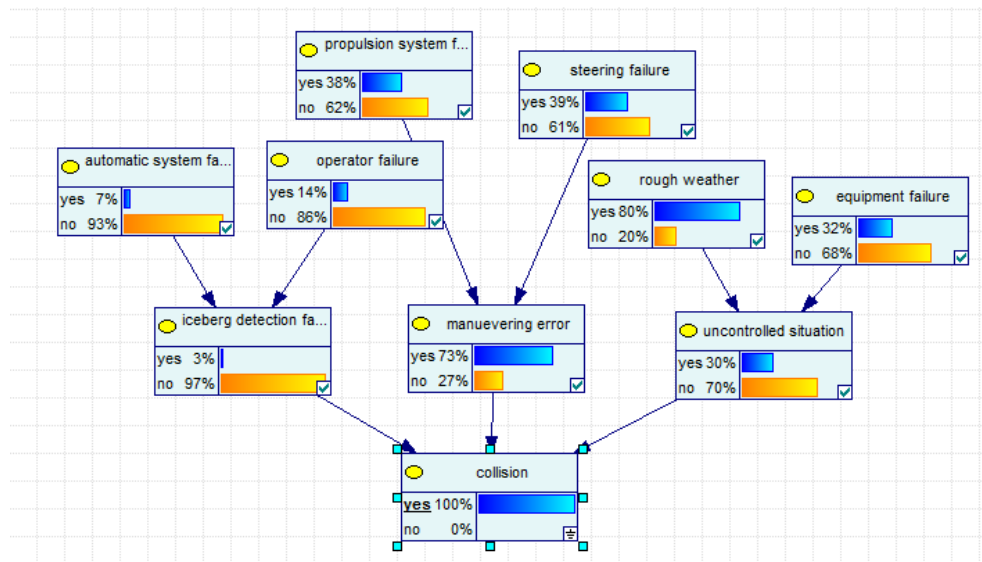 propulsion system f...
yes 38%
no 62%
steering failure
yes 39%
no 61%
automatic system fa...
yes 7%
no 93%
operator failure
yes 14%
no 86%
rough weather
yes 80%
no 20%
equipment failure
yes 32%
no 68%
iceberg detection fa...
yes 3%
no 97%
manuevering error
yes 73%
no 27%
uncontrolled situation
yes 30%
no 70%
collision
yes 100%
no 0%